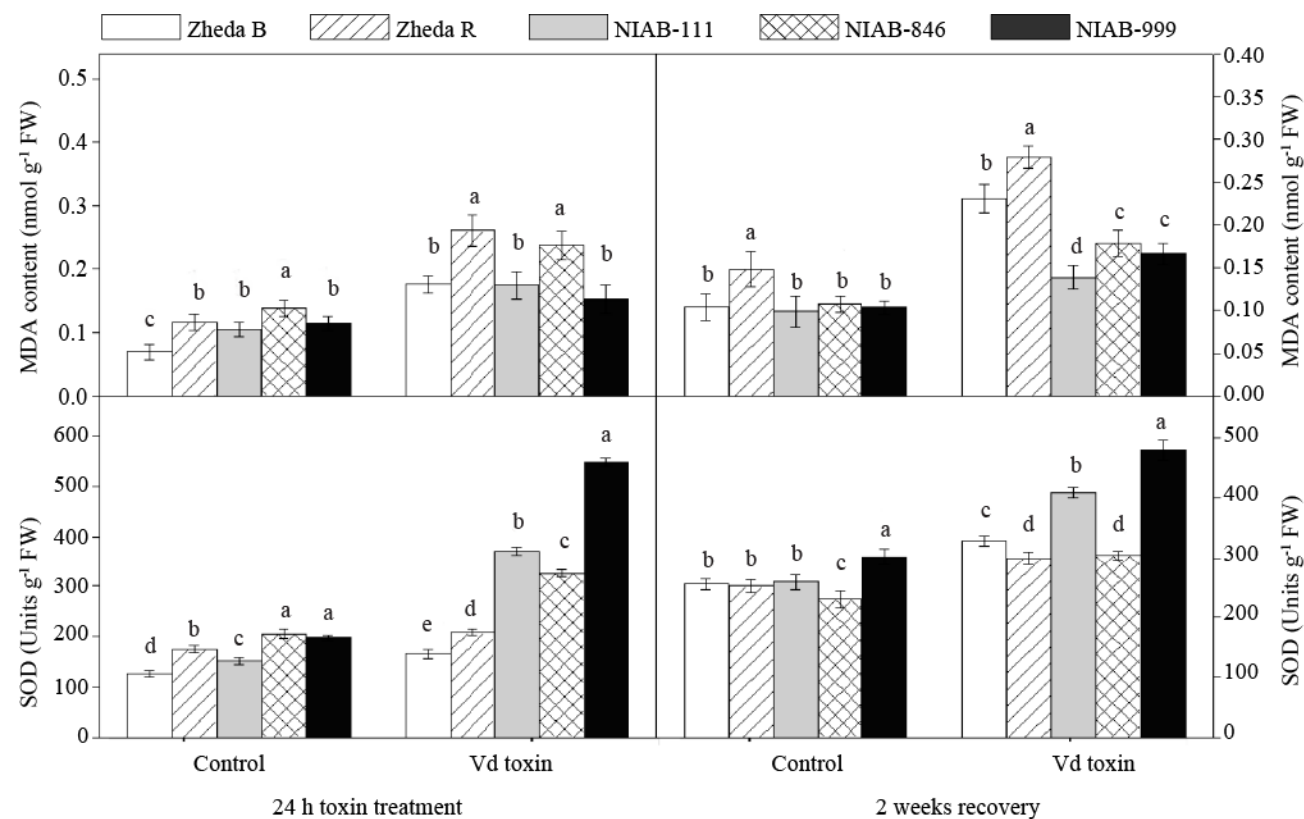 Zheda B Zheda R NIAB-111 NIAB-846 NIAB-999
MDA content (nmol g⁻¹ FW)
0.5
0.4
0.3
0.2
0.1
0.0
c b b a b
b a b a b
b a b b b
b a d c c
0.40
0.35
0.30
0.25
0.20
0.15
0.10
0.05
0.00
MDA content (nmol g⁻¹ FW)
SOD (Units g⁻¹ FW)
600
500
400
300
200
100
0
d b c a a
e d b c a
b b b c a
c d b d a
500
400
300
200
100
0
SOD (Units g⁻¹ FW)
Control Vd toxin Control Vd toxin
24 h toxin treatment 2 weeks recovery